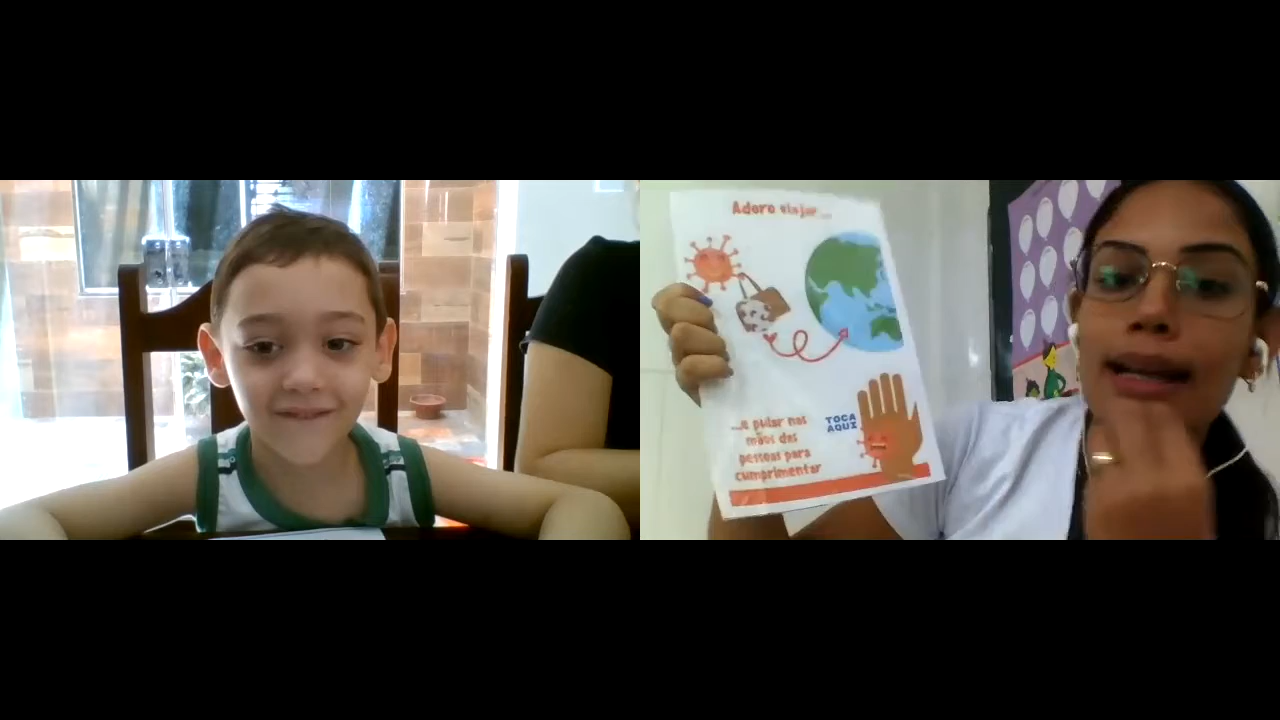 Adoro viajar...
...e pular nas
mãos das
pessoas para
cumprimentar
TOCA
AQUI